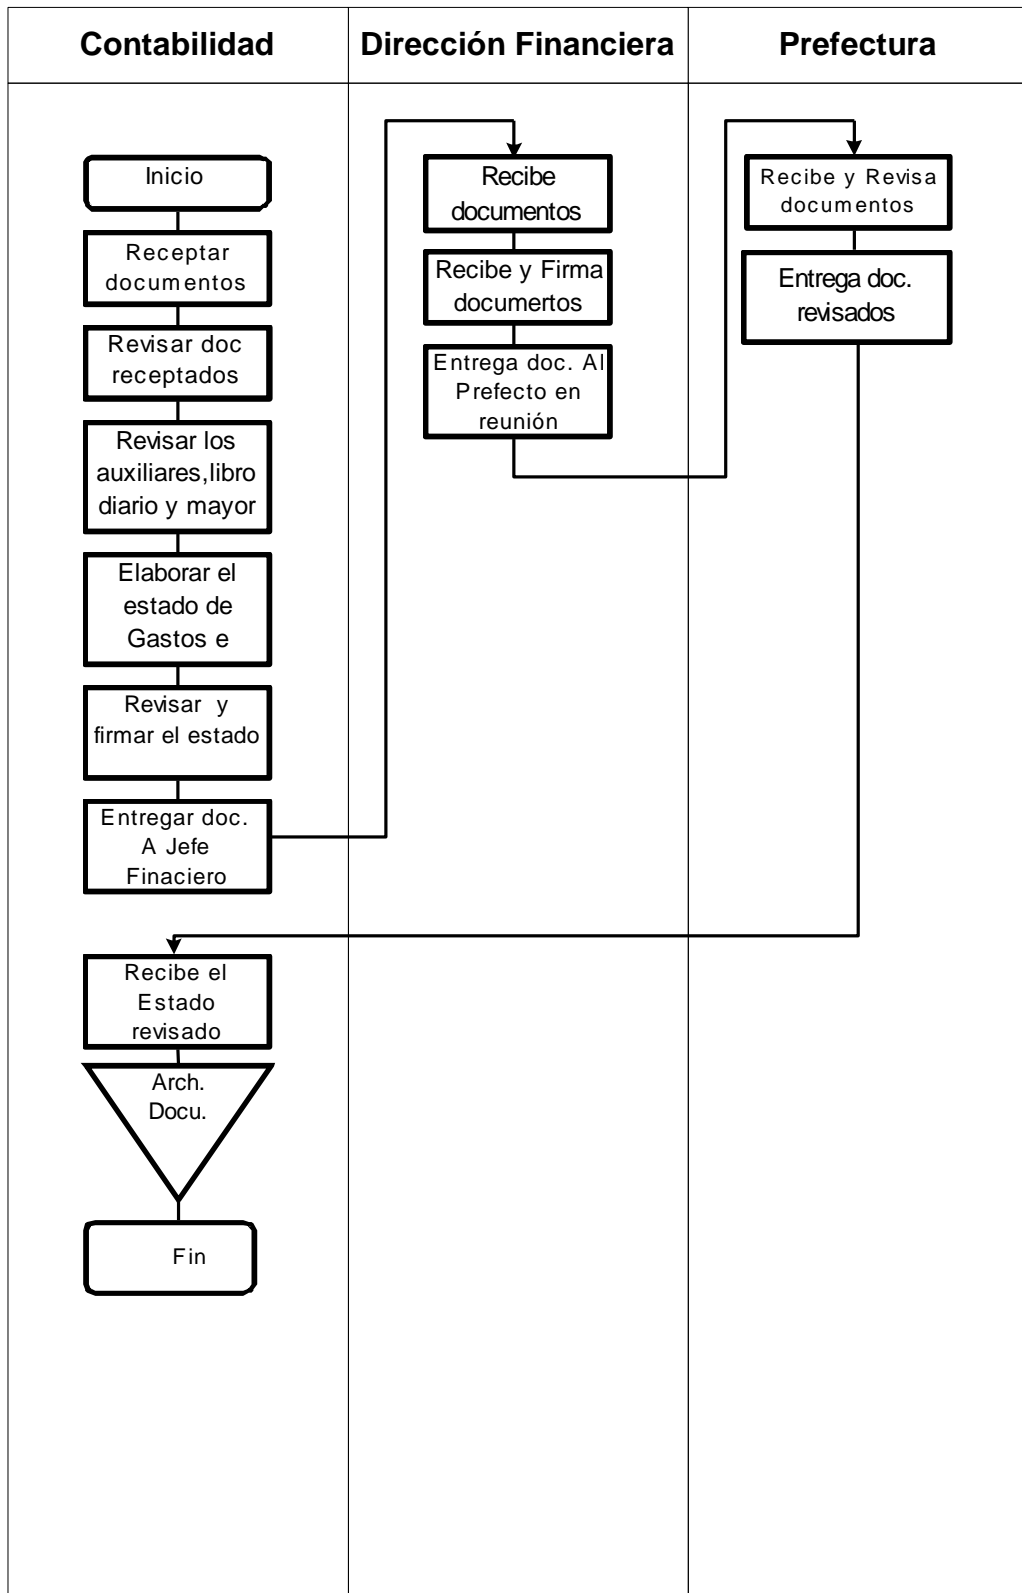 Contabilidad
Dirección Financiera
Prefectura
Inicio
Receptar
documentos
Revisar doc
receptados
Revisar los
auxiliares,libro
diario y mayor
Elaborar el
estado de
Gastos e
Revisar y
firmar el estado
Entregar doc.
A Jefe
Finaciero
Recibe
documentos
Recibe y Firma
documertos
Entrega doc. Al
Prefecto en
reunión
Recibe y Revisa
documentos
Entrega doc.
revisados
Recibe el
Estado
revisado
Arch.
Docu.
Fin